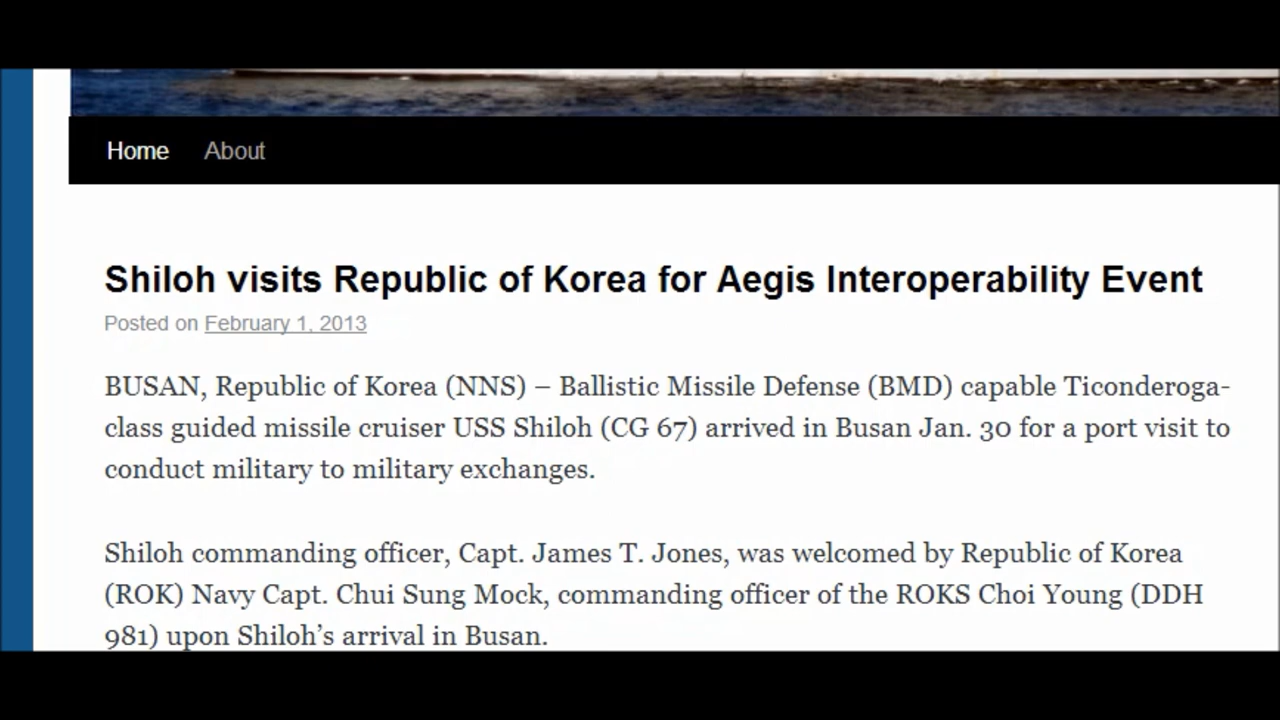 Home About
Shiloh visits Republic of Korea for Aegis Interoperability Event
Posted on February 1, 2013
BUSAN, Republic of Korea (NNS) – Ballistic Missile Defense (BMD) capable Ticonderoga-
class guided missile cruiser USS Shiloh (CG 67) arrived in Busan Jan. 30 for a port visit to
conduct military to military exchanges.
Shiloh commanding officer, Capt. James T. Jones, was welcomed by Republic of Korea
(ROK) Navy Capt. Chui Sung Mock, commanding officer of the ROKS Choi Young (DDH
981) upon Shiloh’s arrival in Busan.